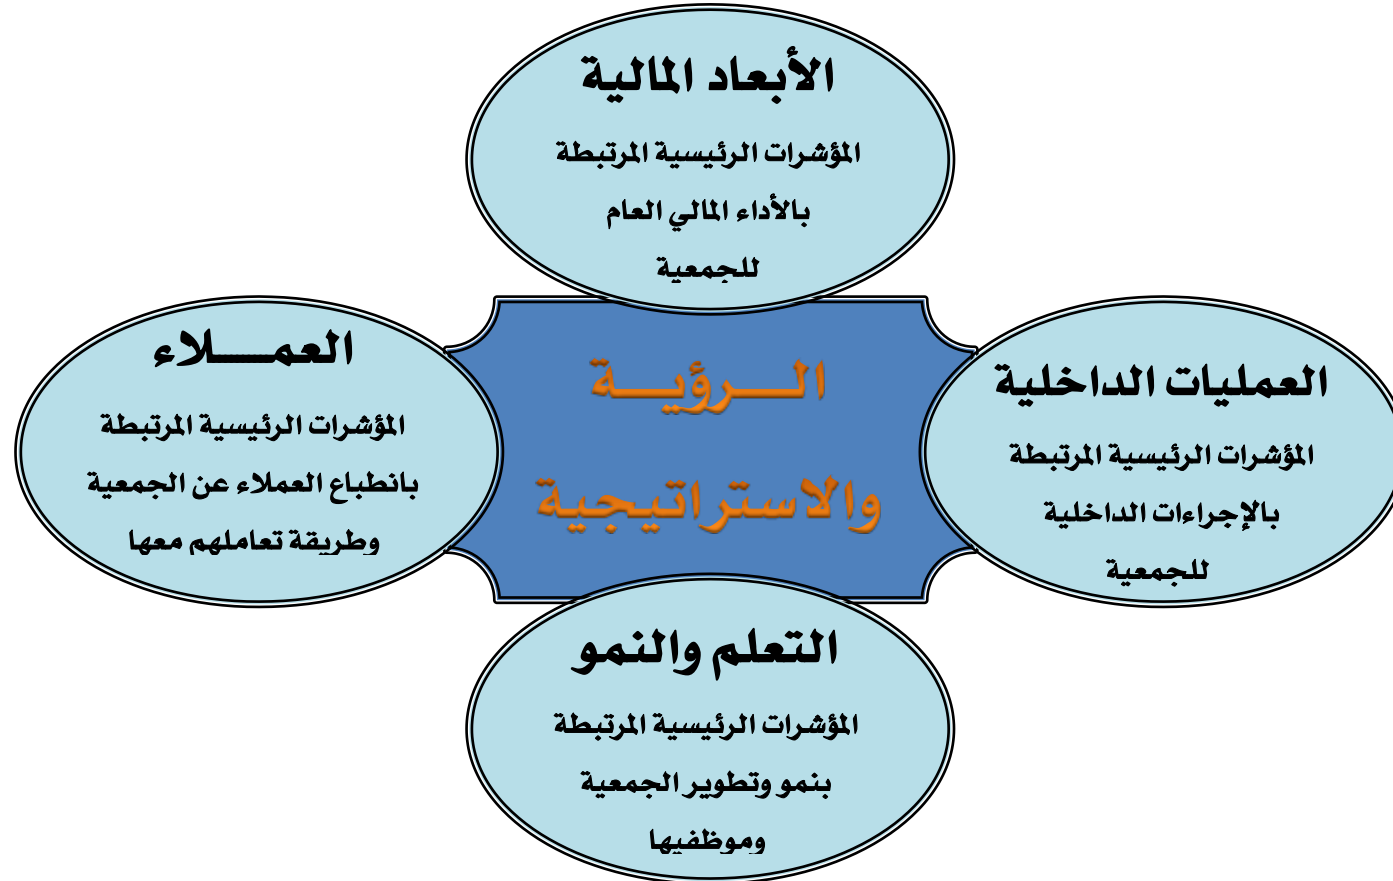 الأبعاد المالية
المؤشرات الرئيسية المرتبطة
بالأداء المالي العام
للجمعية
العمليات الداخلية
المؤشرات الرئيسية المرتبطة
بالإجراءات الداخلية
للجمعية
الـــرؤيـــة
والاستراتيجية
العمـــــلاء
المؤشرات الرئيسية المرتبطة
بانطباع العملاء عن الجمعية
وطريقة تعاملهم معها
التعلم والنمو
المؤشرات الرئيسية المرتبطة
بنمو وتطوير الجمعية
وموظفيها